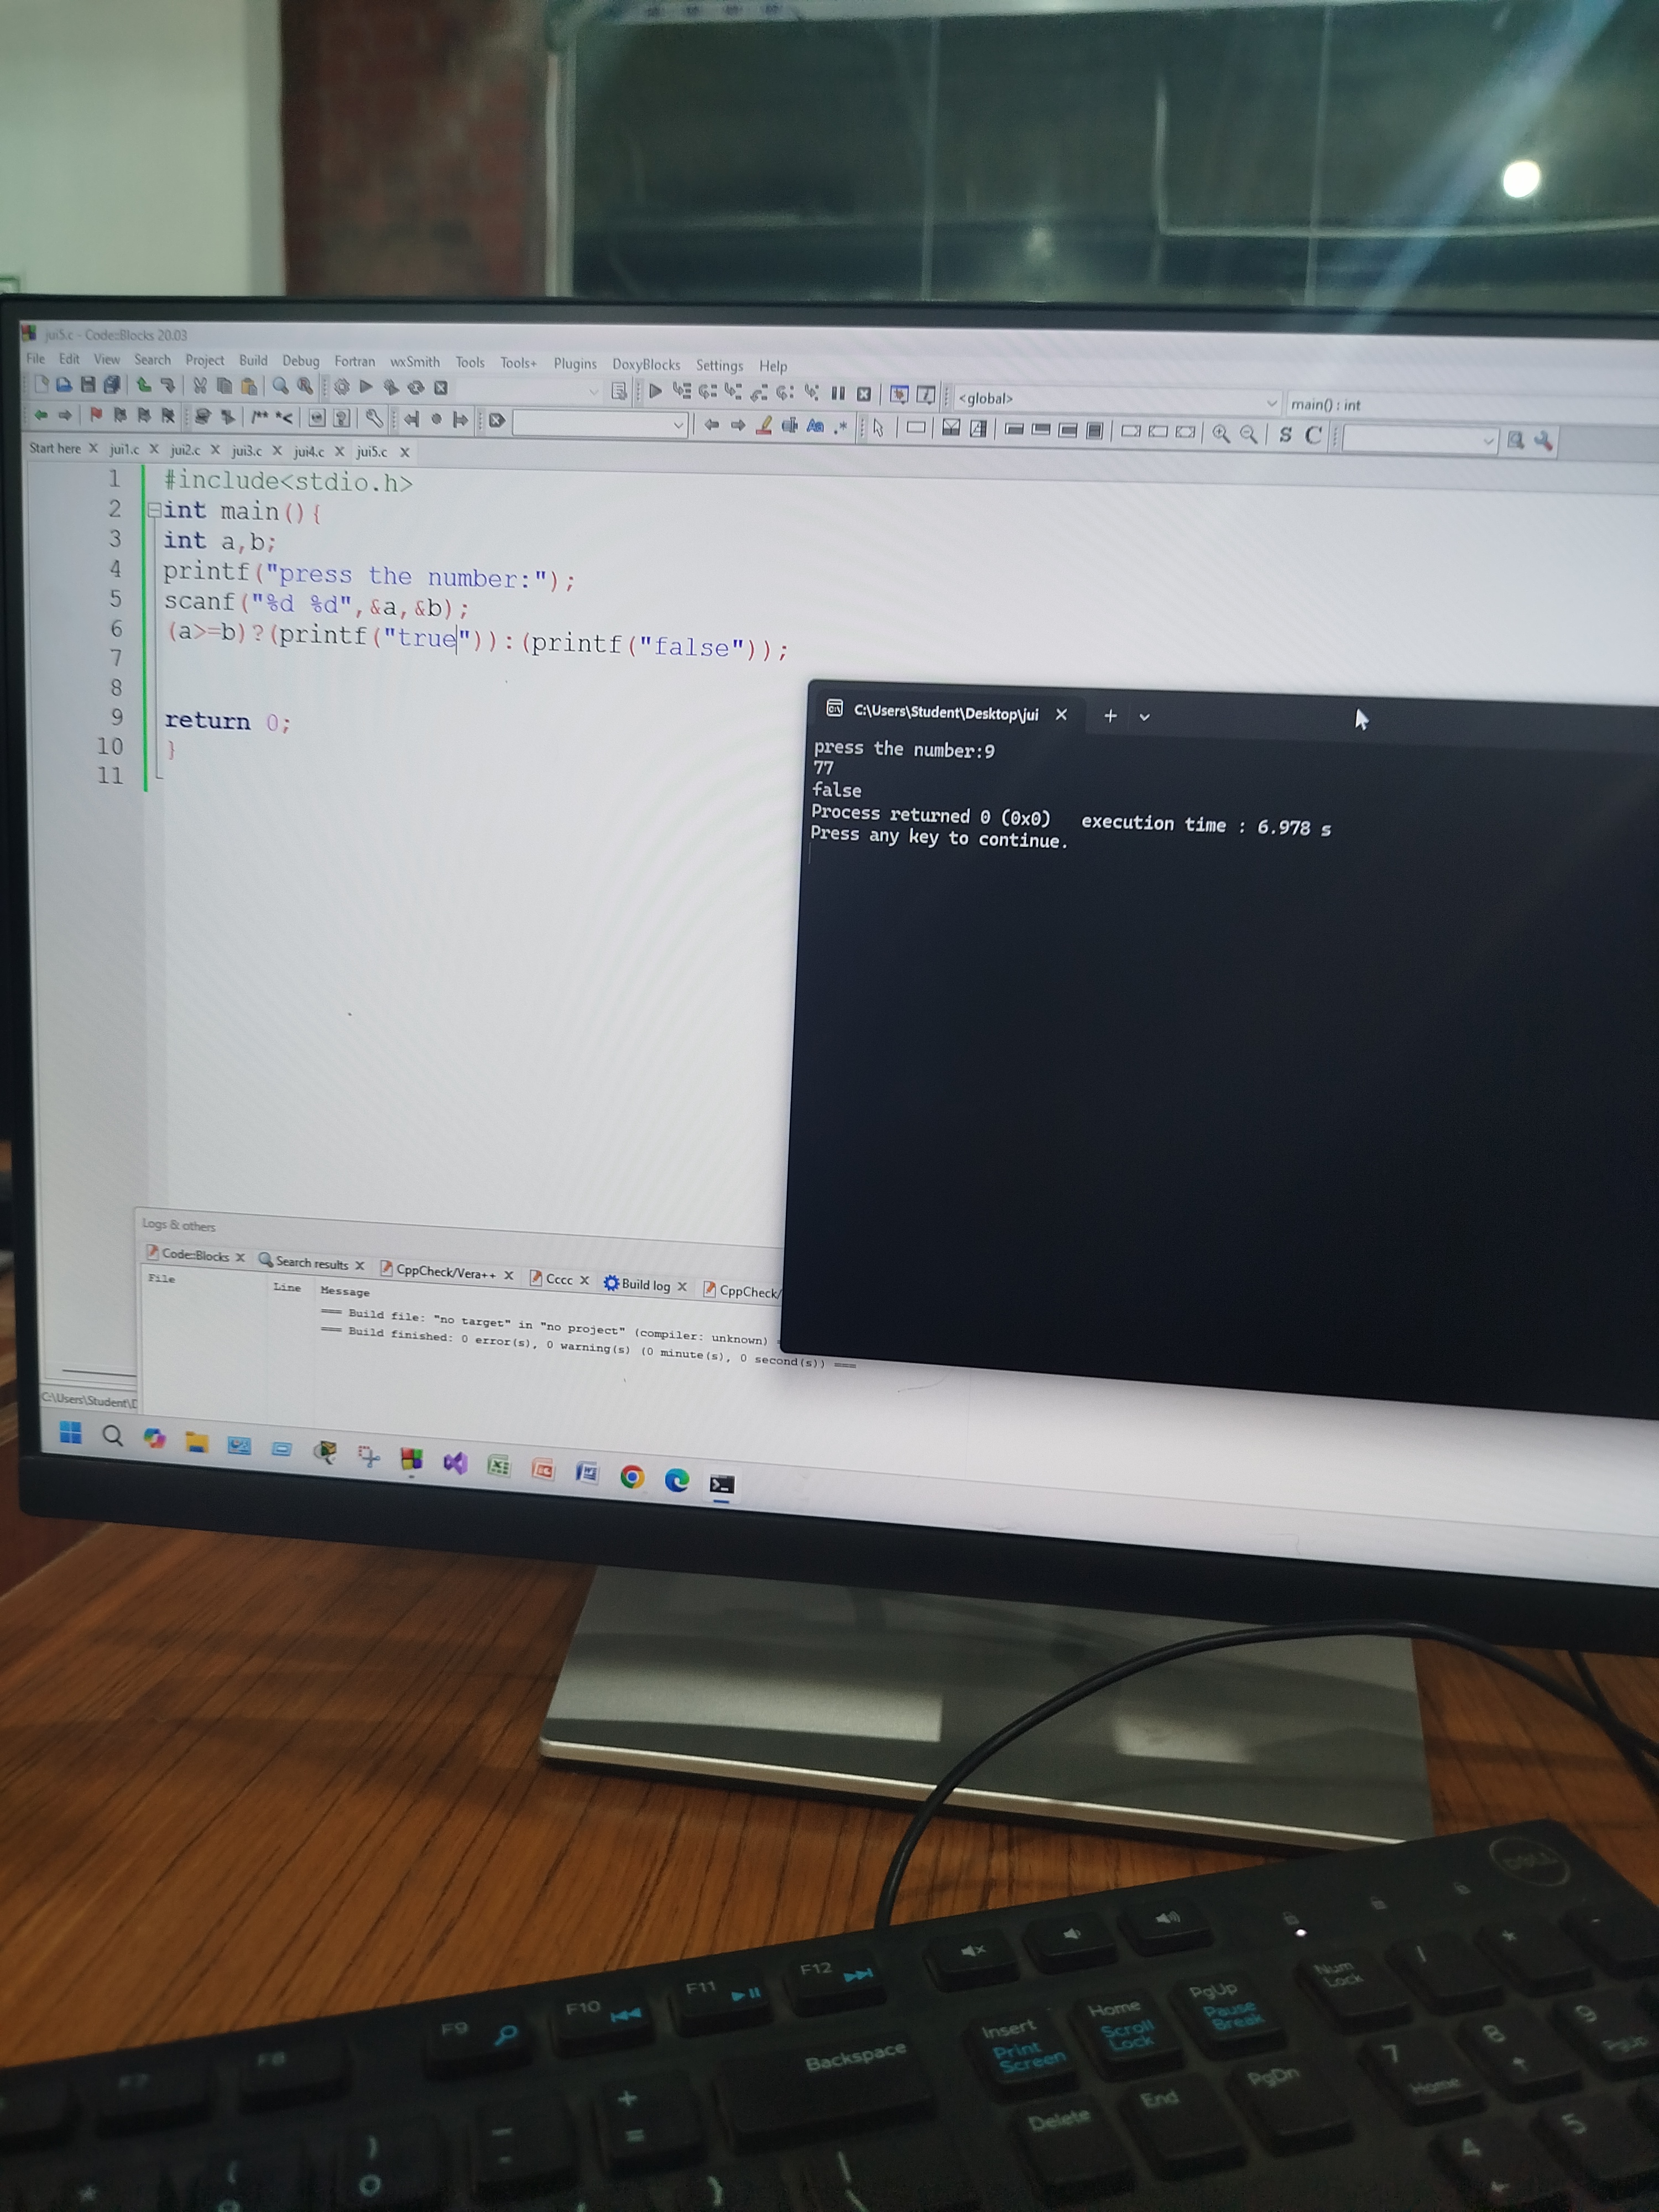 jui5.c - Code::Blocks 20.03
File Edit View Search Project Build Debug Fortran wxSmith Tools Tools+ Plugins DoxyBlocks Settings Help
<global> main() : int
Start here X jui1.c X jui2.c X jui3.c X jui4.c X jui5.c X
1 #include<stdio.h>
2 int main(){
3 int a,b;
4 printf("press the number:");
5 scanf("%d %d",&a,&b);
6 (a>=b)?(printf("true")):(printf("false"));
7
8
9 return 0;
10 }
11
C:\Users\Student\Desktop\jui
press the number:9
77
false
Process returned 0 (0x0) execution time : 6.978 s
Press any key to continue.
Logs & others
Code::Blocks X Search results X CppCheck/Vera++ X Cccc X Build log X CppCheck/
File Line Message
=== Build file: "no target" in "no project" (compiler: unknown)
=== Build finished: 0 error(s), 0 warning(s) (0 minute(s), 0 second(s)) ===
C:\Users\Student\D
DELL
F7 F8 F9 F10 F11 F12
Insert Print Screen
Home Scroll Lock
PgUp Pause Break
Num Lock
Backspace
Delete End PgDn
7 Home 8 9 PgUp
4 5